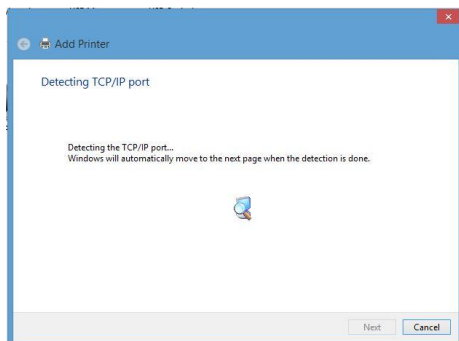 Add Printer
Detecting TCP/IP port
Detecting the TCP/IP port...
Windows will automatically move to the next page when the detection is done.
Next
Cancel